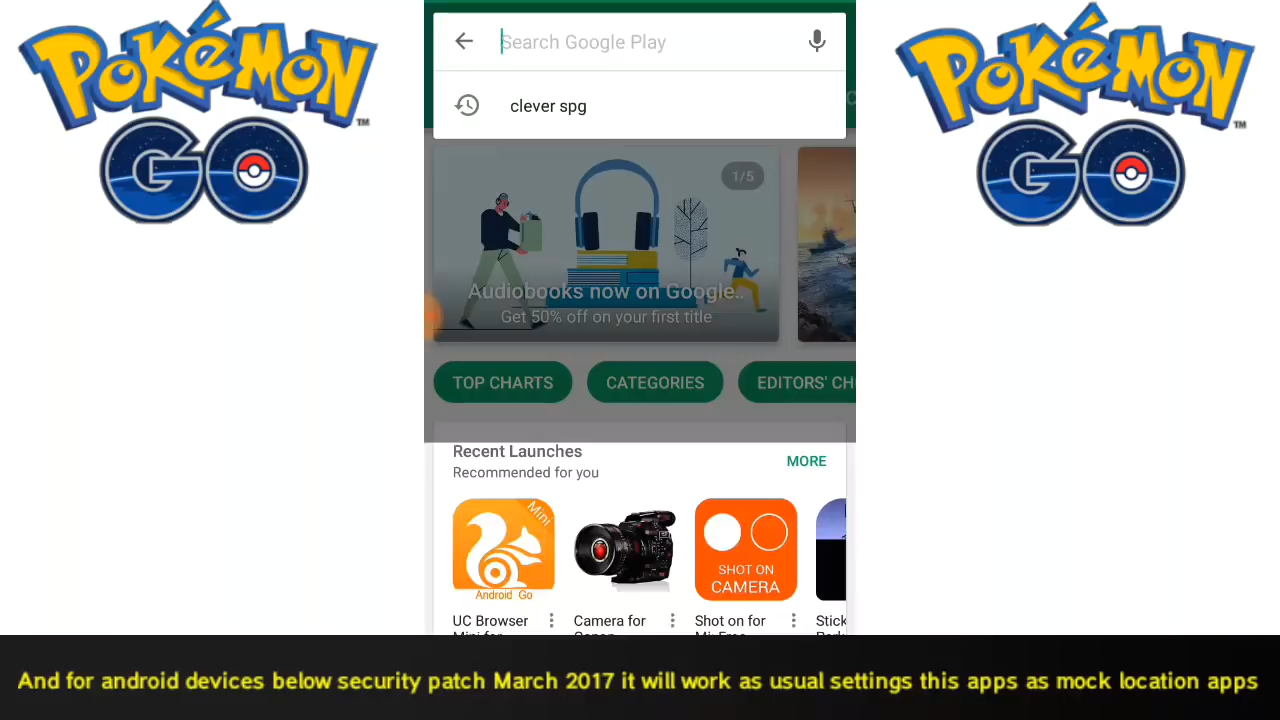 POKÉMON
GO
POKÉMON
GO
Search Google Play
clever spg
1/5
Audiobooks now on Google..
Get 50% off on your first title
TOP CHARTS
CATEGORIES
EDITORS' CH
Recent Launches
MORE
Recommended for you
Mini
Android Go
SHOT ON
CAMERA
UC Browser
Camera for
Shot on for
Stick
And for android devices below security patch March 2017 it will work as usual settings this apps as mock location apps